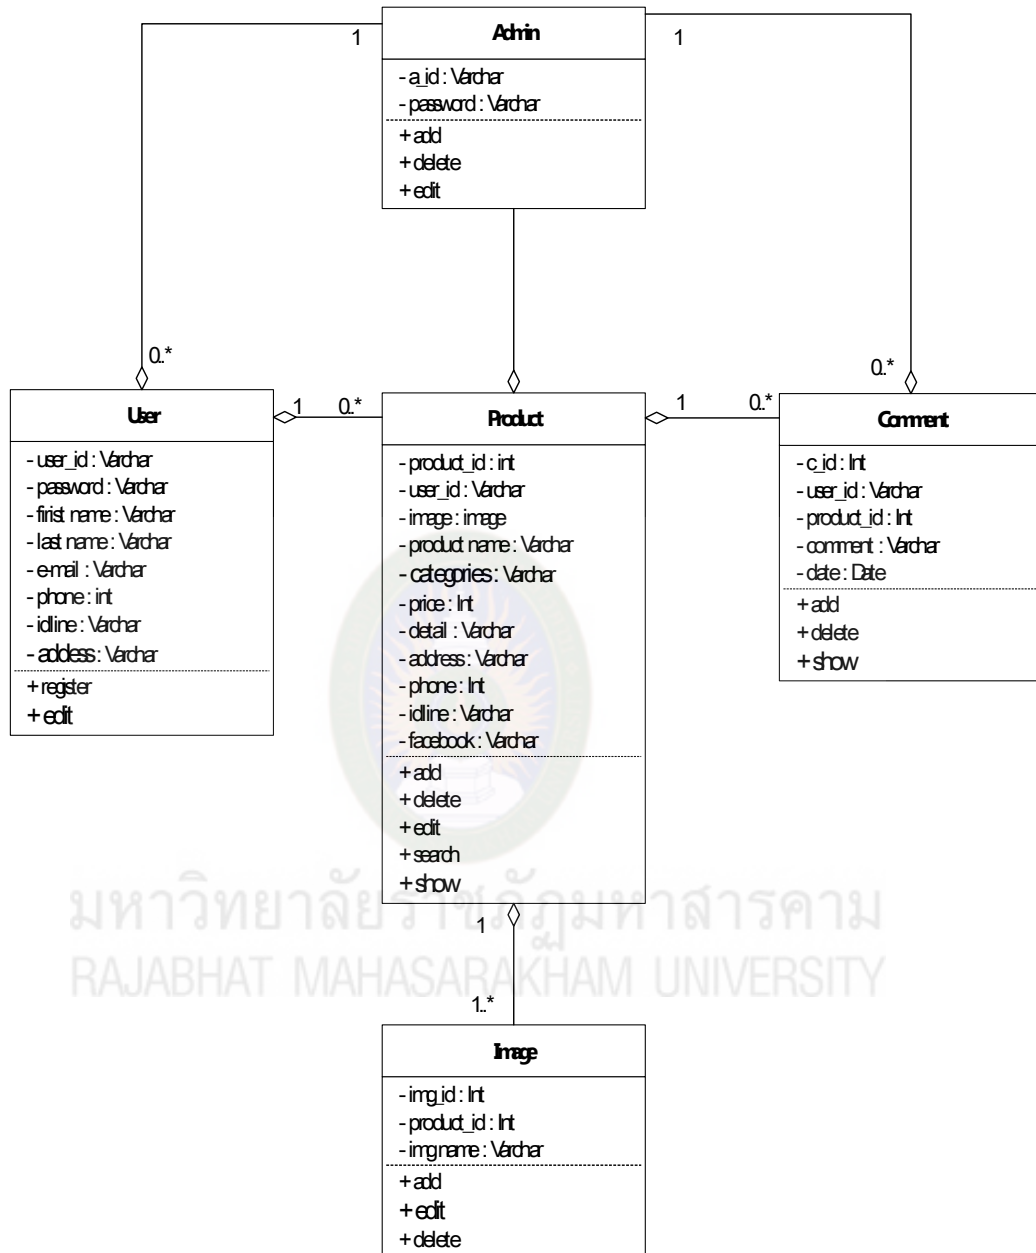 1
Admin
1
- a_id : Varchar
- password : Varchar
+ add
+ delete
+ edit
0..*
0..*
User
1
0..*
Product
1
0..*
Comment
- user_id : Varchar
- password : Varchar
- firist name : Varchar
- last name : Varchar
- e-mail : Varchar
- phone : int
- idline : Varchar
- addess : Varchar
+ register
+ edit
- product_id : int
- user_id : Varchar
- image : image
- product name : Varchar
- categories : Varchar
- price : Int
- detail : Varchar
- address : Varchar
- phone : Int
- idline : Varchar
- facebook : Varchar
+ add
+ delete
+ edit
+ search
+ show
- c_id : Int
- user_id : Varchar
- product_id : Int
- comment : Varchar
- date : Date
+ add
+ delete
+ show
มหาวิทยาลัยราชภัฏมหาสารคาม
1
RAJABHAT MAHASARAKHAM UNIVERSITY
1..*
Image
- img_id : Int
- product_id : Int
- img name : Varchar
+ add
+ edit
+ delete